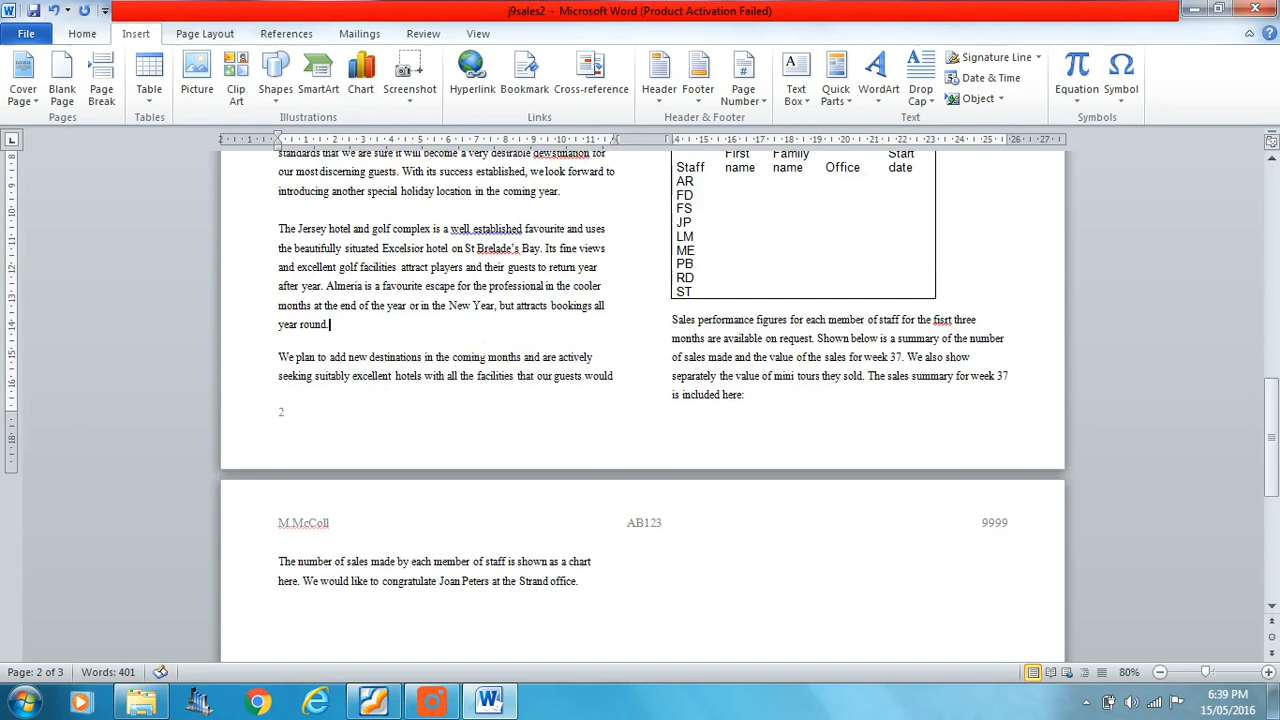 j9sales2 - Microsoft Word (Product Activation Failed)
File Home Insert Page Layout References Mailings Review View
Cover Page Blank Page Page Break Table Picture Clip Art Shapes SmartArt Chart Screenshot Hyperlink Bookmark Cross-reference Header Footer Page Number Text Box Quick Parts WordArt Drop Cap Signature Line Date & Time Object Equation Symbol
Pages Tables Illustrations Links Header & Footer Text Symbols
standards that we are sure it will become a very desirable dewstination for
our most discerning guests. With its success established, we look forward to
introducing another special holiday location in the coming year.
The Jersey hotel and golf complex is a well established favourite and uses
the beautifully situated Excelsior hotel on St Brelade's Bay. Its fine views
and excellent golf facilities attract players and their guests to return year
after year. Almeria is a favourite escape for the professional in the cooler
months at the end of the year or in the New Year, but attracts bookings all
year round.
We plan to add new destinations in the coming months and are actively
seeking suitably excellent hotels with all the facilities that our guests would
2
Staff First name Family name Office Start date
AR
FD
FS
JP
LM
ME
PB
RD
ST
Sales performance figures for each member of staff for the fisrt three
months are available on request. Shown below is a summary of the number
of sales made and the value of the sales for week 37. We also show
separately the value of mini tours they sold. The sales summary for week 37
is included here:
M.McColl AB123 9999
The number of sales made by each member of staff is shown as a chart
here. We would like to congratulate Joan Peters at the Strand office.
Page: 2 of 3 Words: 401 80%
6:39 PM
15/05/2016